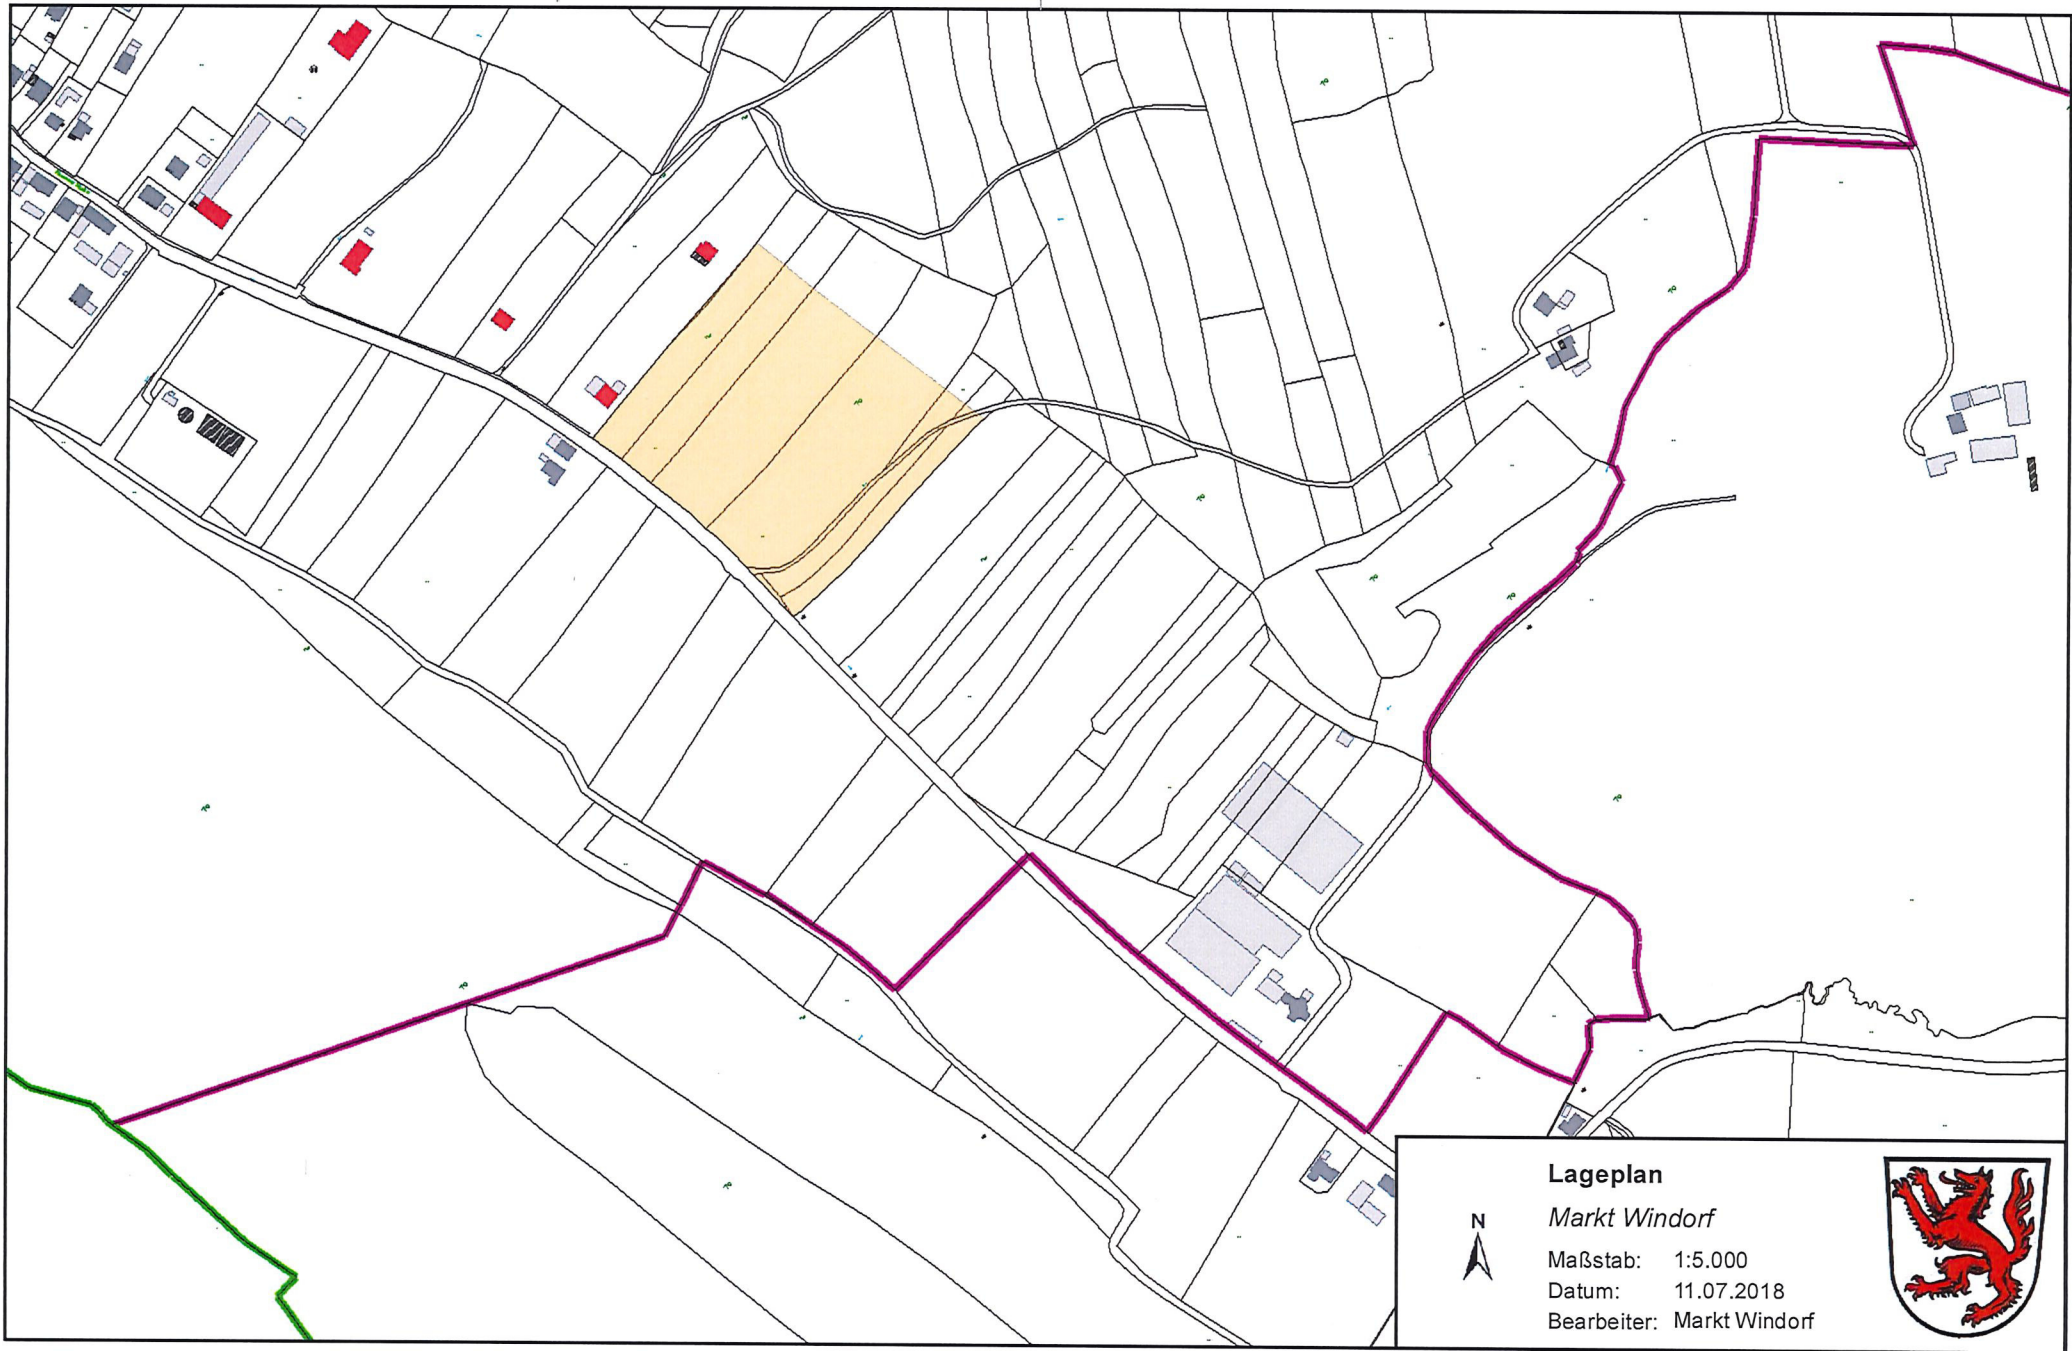 Lageplan
Markt Windorf
N
Maßstab: 1:5.000
Datum: 11.07.2018
Bearbeiter: Markt Windorf